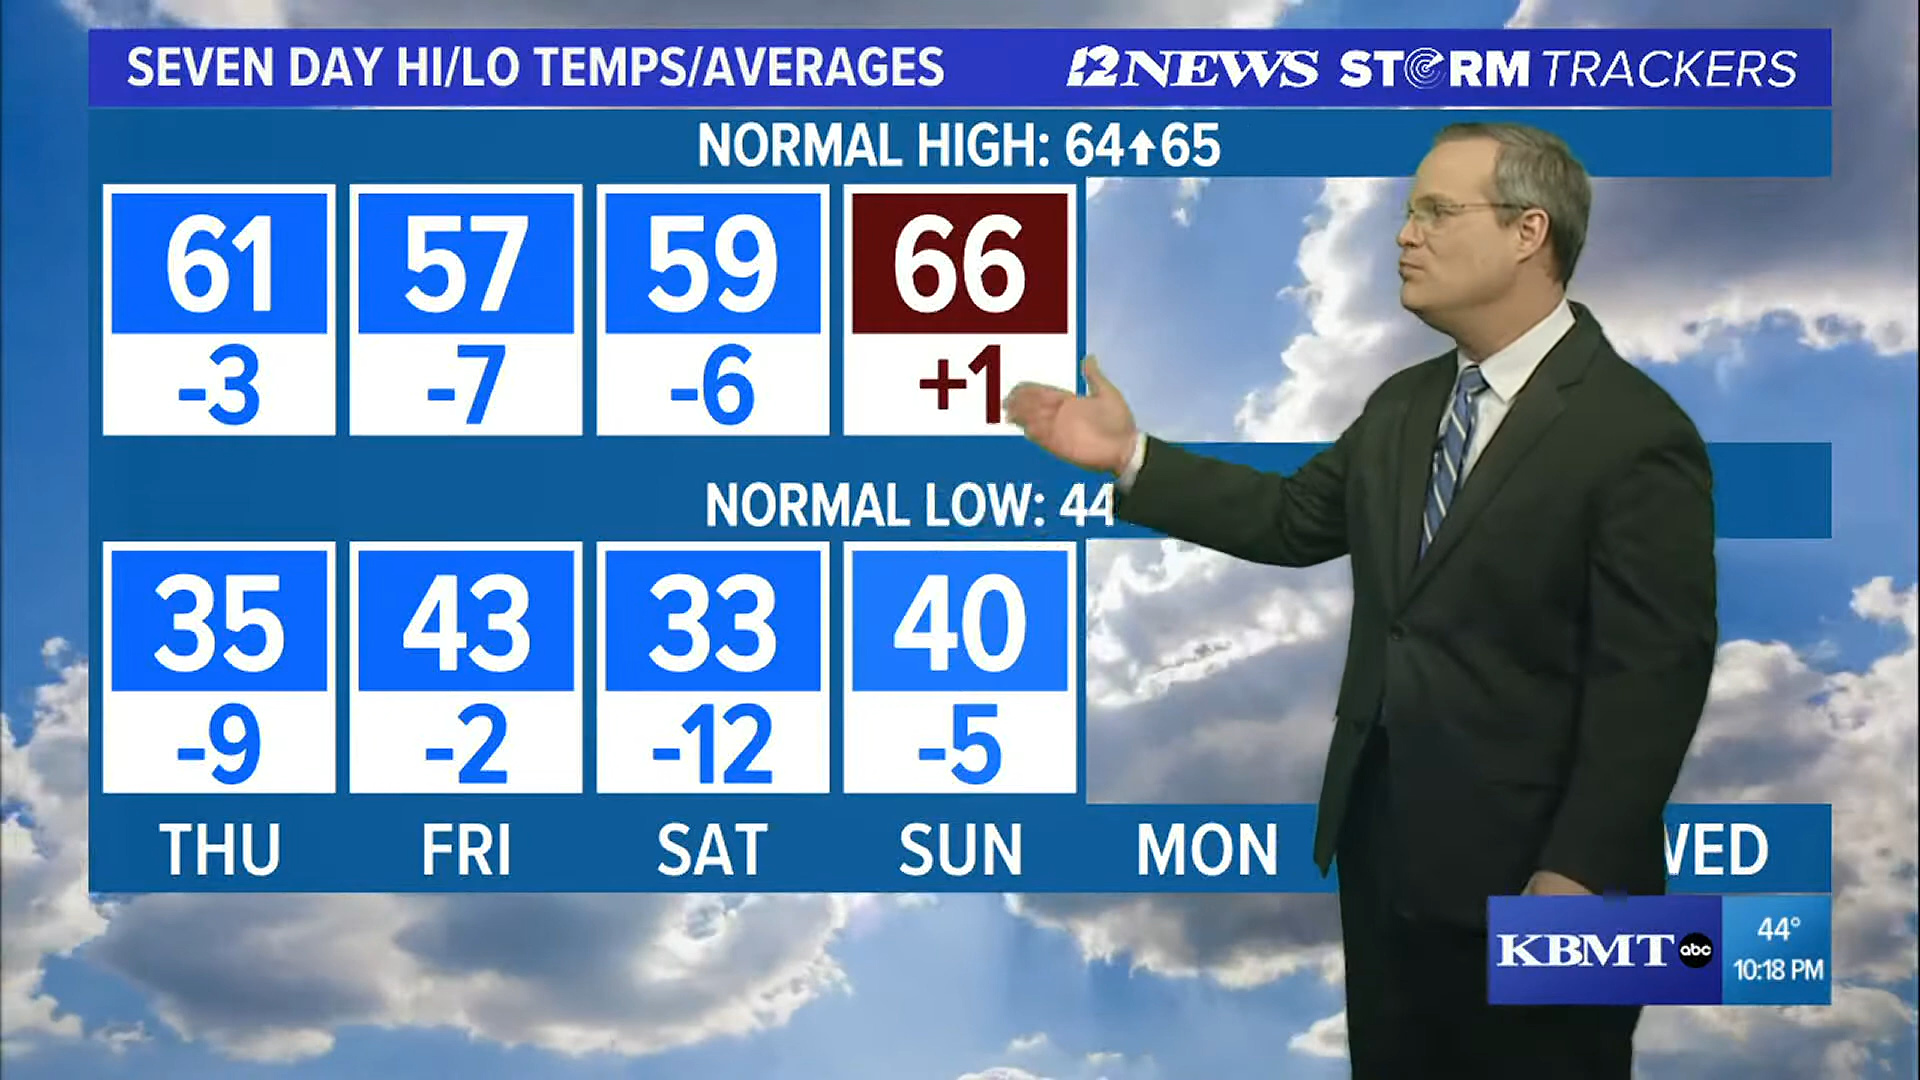 SEVEN DAY HI/LO TEMPS/AVERAGES
12NEWS STORM TRACKERS
NORMAL HIGH: 64↑65
61 57 59 66
-3 -7 -6 +1
NORMAL LOW: 44
35 43 33 40
-9 -2 -12 -5
THU FRI SAT SUN MON WED
KBMT abc
44°
10:18 PM